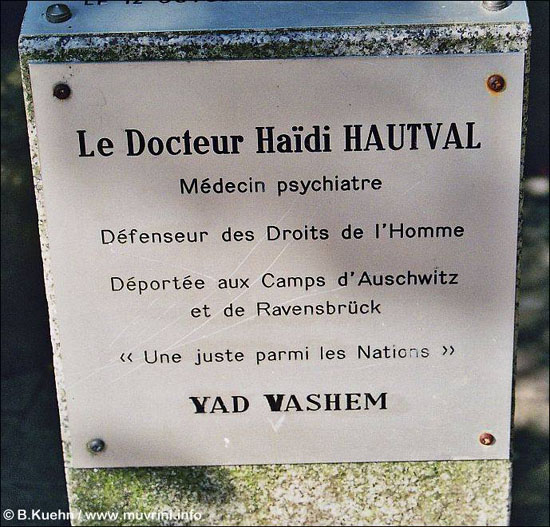 Le Docteur Haïdi HAUTVAL
Médecin psychiatre
Défenseur des Droits de l'Homme
Déportée aux Camps d'Auschwitz
et de Ravensbrück
« Une juste parmi les Nations »
YAD VASHEM
© B.Kuehn / www.muvrini.info